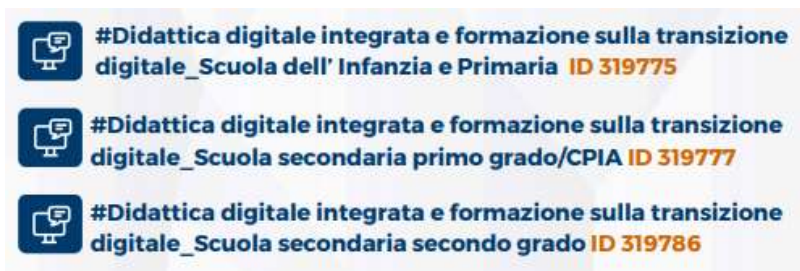 #Didattica digitale integrata e formazione sulla transizione
digitale_Scuola dell' Infanzia e Primaria ID 319775
#Didattica digitale integrata e formazione sulla transizione
digitale_Scuola secondaria primo grado/CPIA ID 319777
#Didattica digitale integrata e formazione sulla transizione
digitale_Scuola secondaria secondo grado ID 319786